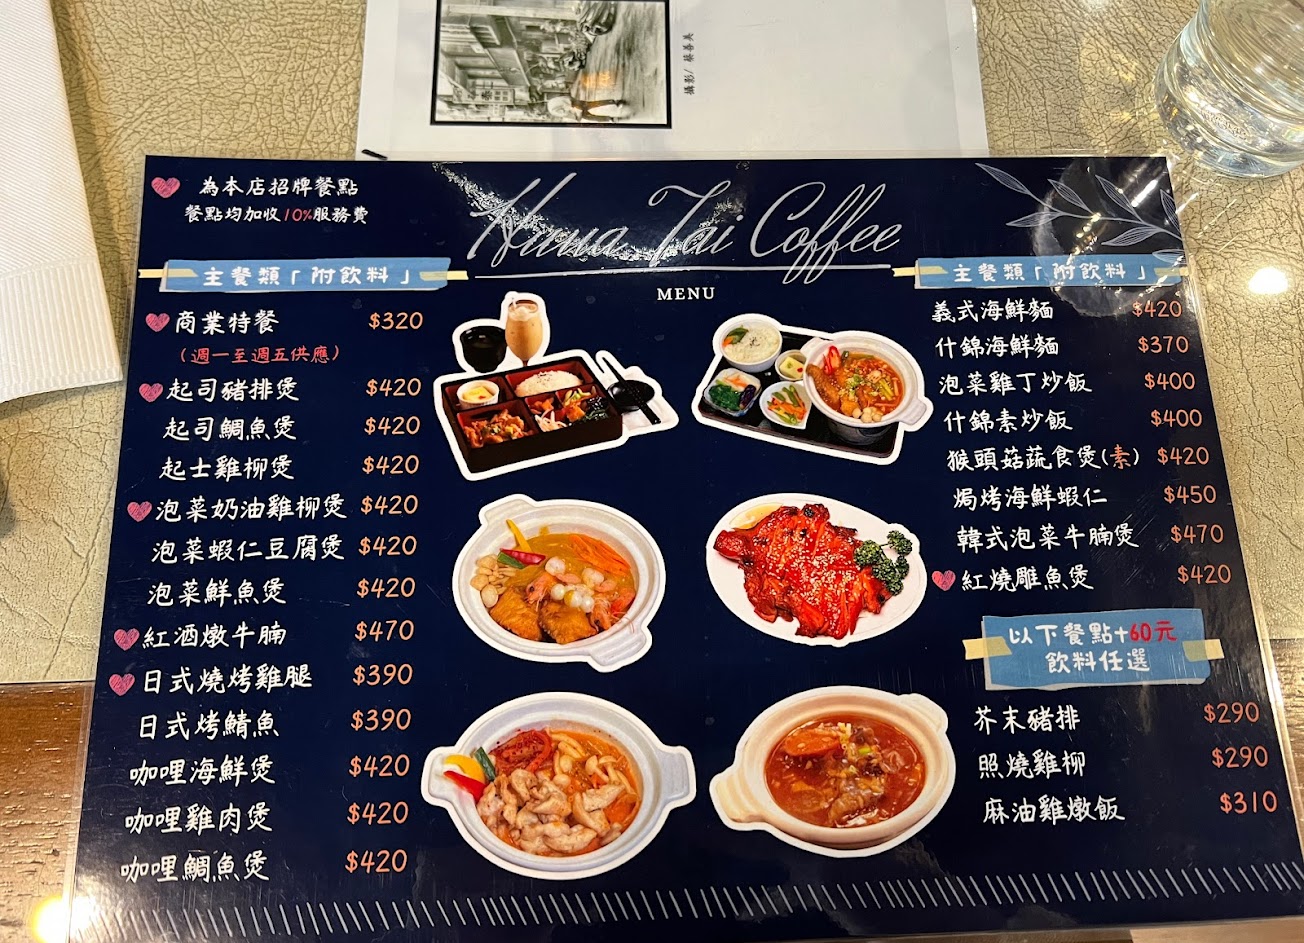 攝影/ 蔡善美
為本店招牌餐點
餐點均加收10%服務費
Hwa Tai Coffee
MENU
主餐類「附飲料」
商業特餐 $320
(週一至週五供應)
起司豬排煲 $420
起司鯛魚煲 $420
起士雞柳煲 $420
泡菜奶油雞柳煲 $420
泡菜蝦仁豆腐煲 $420
泡菜鮮魚煲 $420
紅酒燉牛腩 $470
日式燒烤雞腿 $390
日式烤鯖魚 $390
咖哩海鮮煲 $420
咖哩雞肉煲 $420
咖哩鯛魚煲 $420
主餐類「附飲料」
義式海鮮麵 $420
什錦海鮮麵 $370
泡菜雞丁炒飯 $400
什錦素炒飯 $400
猴頭菇蔬食煲(素) $420
焗烤海鮮蝦仁 $450
韓式泡菜牛腩煲 $470
紅燒雕魚煲 $420
以下餐點+60元
飲料任選
芥末豬排 $290
照燒雞柳 $290
麻油雞燉飯 $310